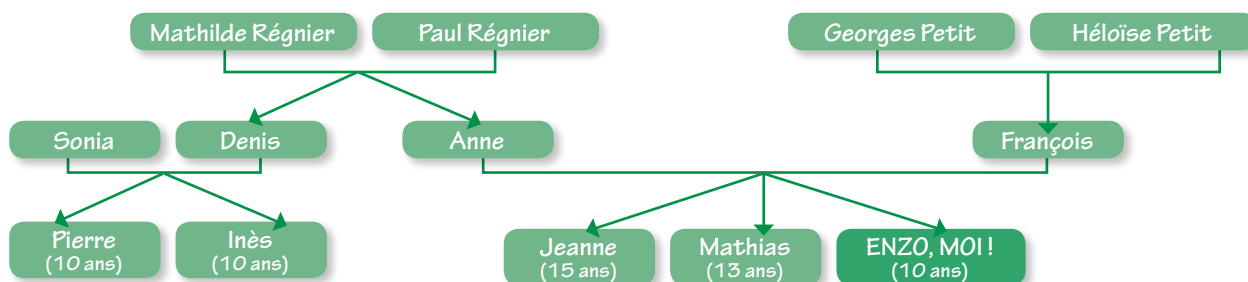 Mathilde Régnier
Paul Régnier
Georges Petit
Héloïse Petit
Sonia
Denis
Anne
François
Pierre
(10 ans)
Inès
(10 ans)
Jeanne
(15 ans)
Mathias
(13 ans)
ENZO, MOI !
(10 ans)